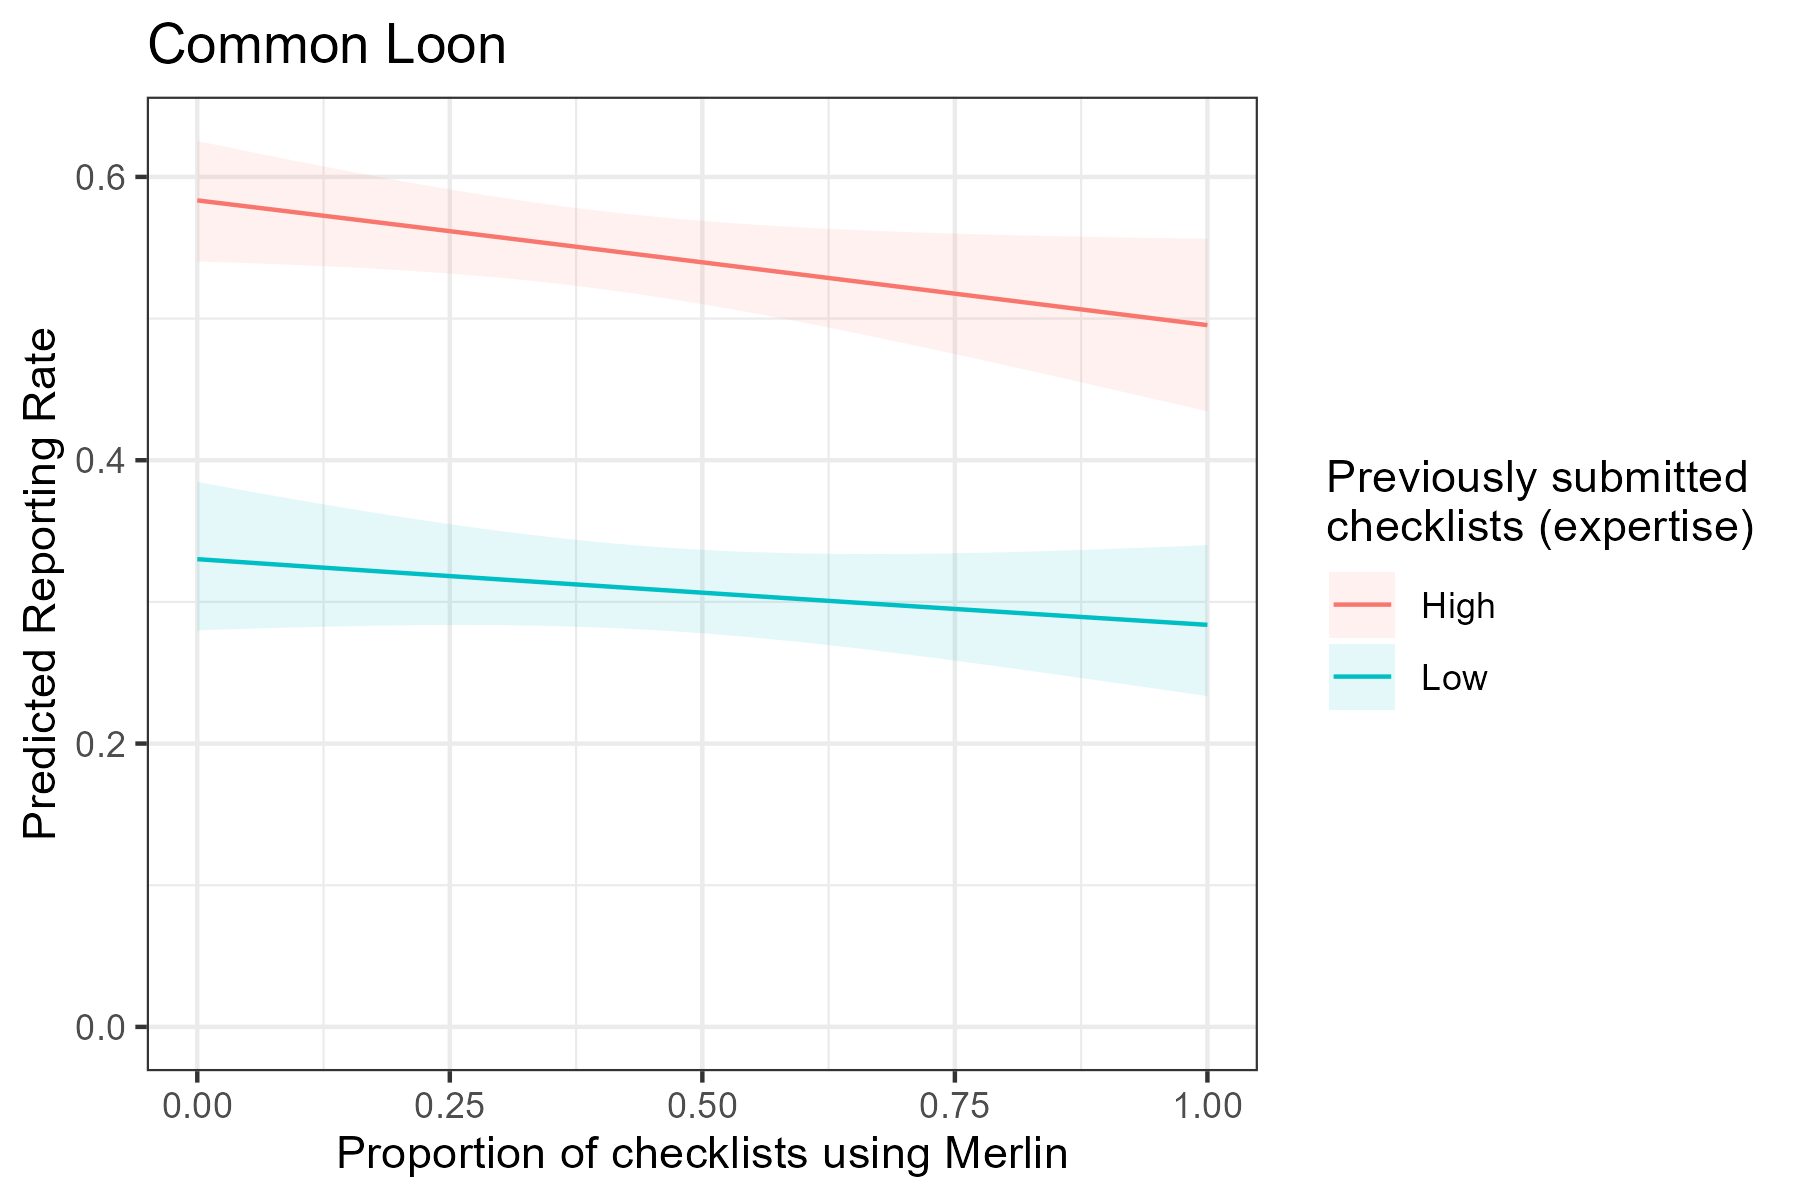 Common Loon
Predicted Reporting Rate
0.6
0.4
0.2
0.0
0.00 0.25 0.50 0.75 1.00
Proportion of checklists using Merlin
Previously submitted
checklists (expertise)
High
Low